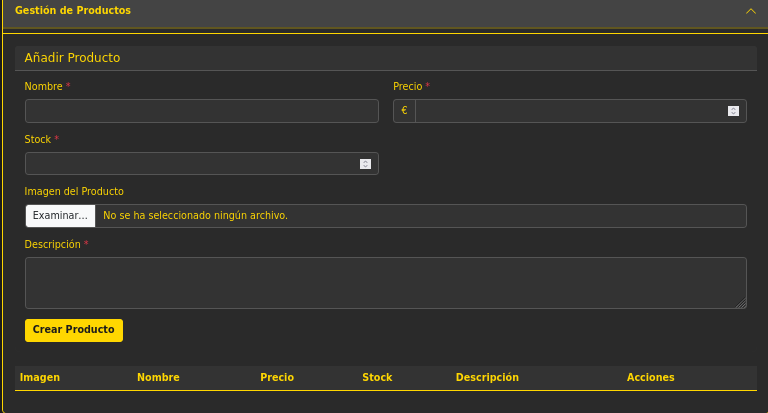 Gestión de Productos
Añadir Producto
Nombre * Precio *
€
Stock *
Imagen del Producto
Examinar... No se ha seleccionado ningún archivo.
Descripción *
Crear Producto
Imagen Nombre Precio Stock Descripción Acciones